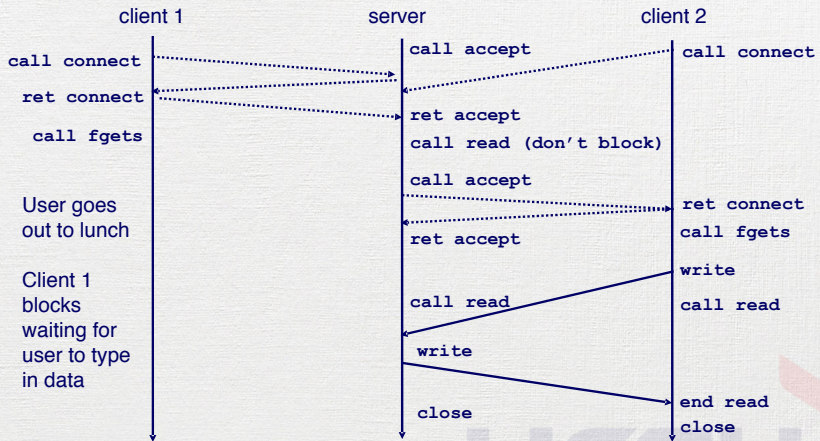 client 1
server
client 2
call connect
call accept
call connect
ret connect
call fgets
ret accept
call read (don't block)
call accept
User goes
out to lunch
ret connect
call fgets
ret accept
Client 1
blocks
waiting for
user to type
in data
write
call read
call read
write
end read
close
close